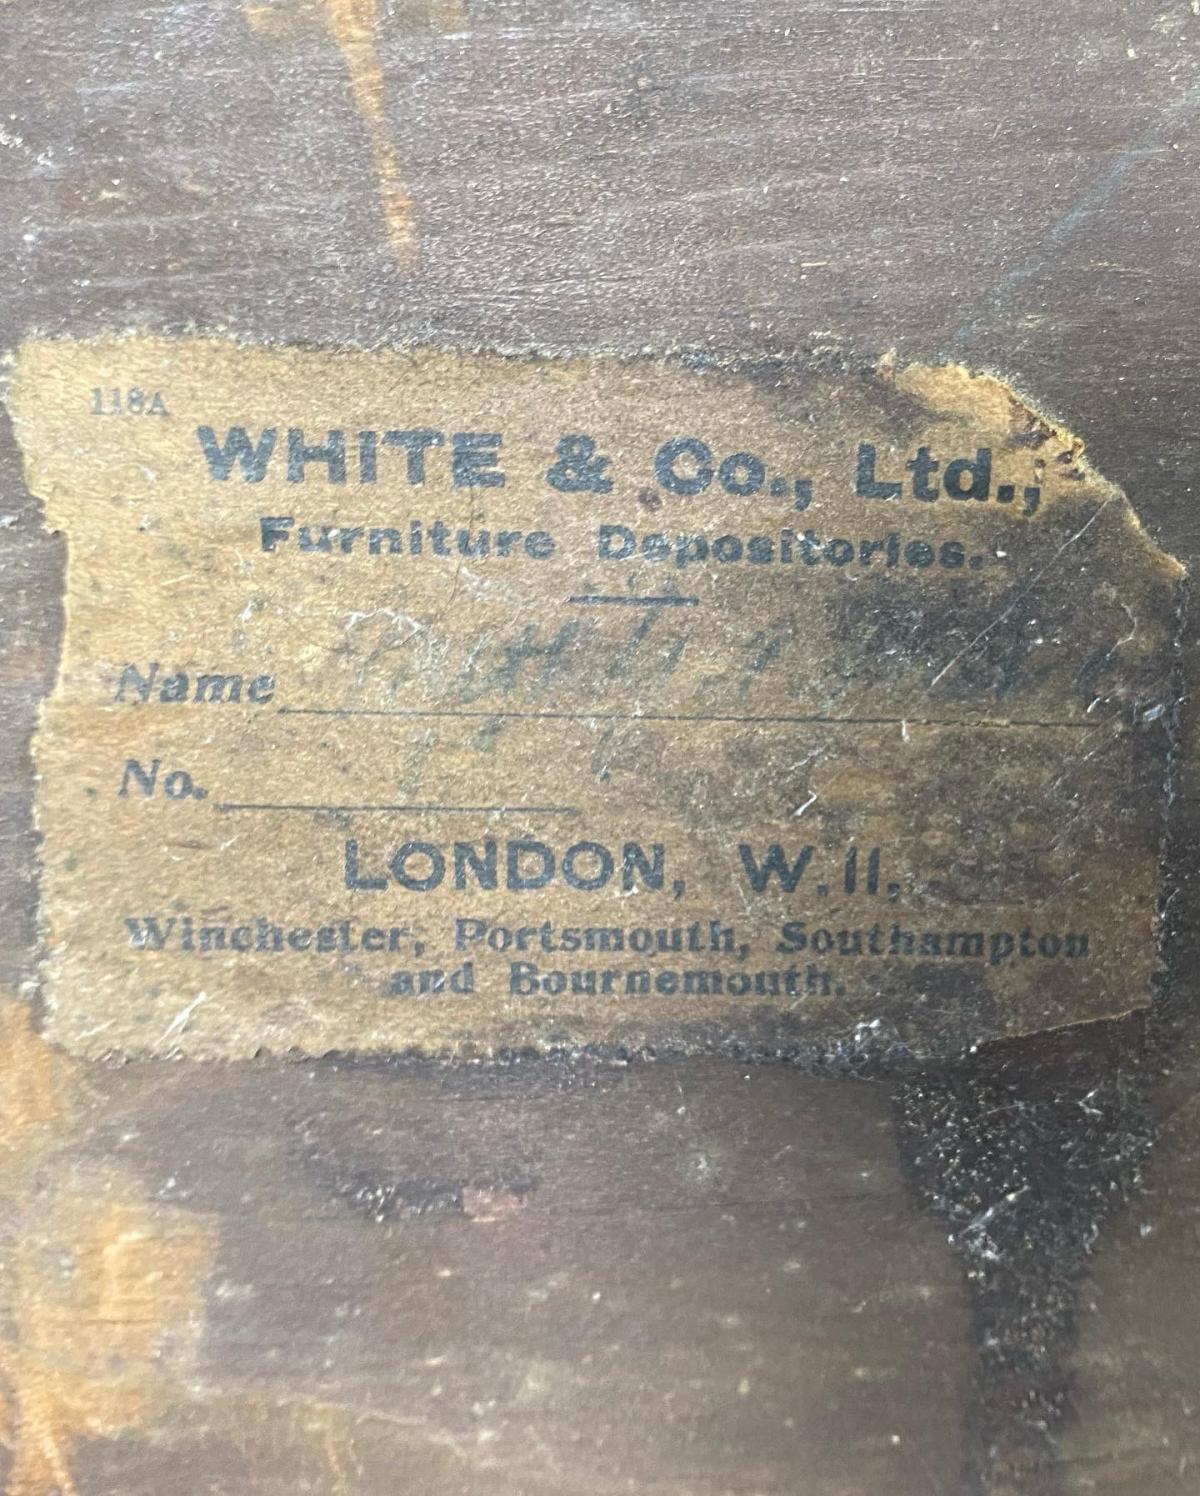 118A
WHITE & Co., Ltd.,
Furniture Depositories.
Name
No.
LONDON, W.11.
Winchester, Portsmouth, Southampton
and Bournemouth.